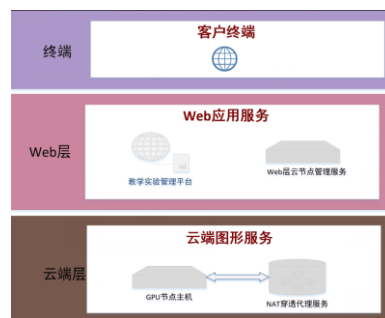 客户终端
终端
Web应用服务
Web层
教学实验管理平台
Web层云节点管理服务
云端图形服务
云端层
GPU节点主机
NAT穿透代理服务